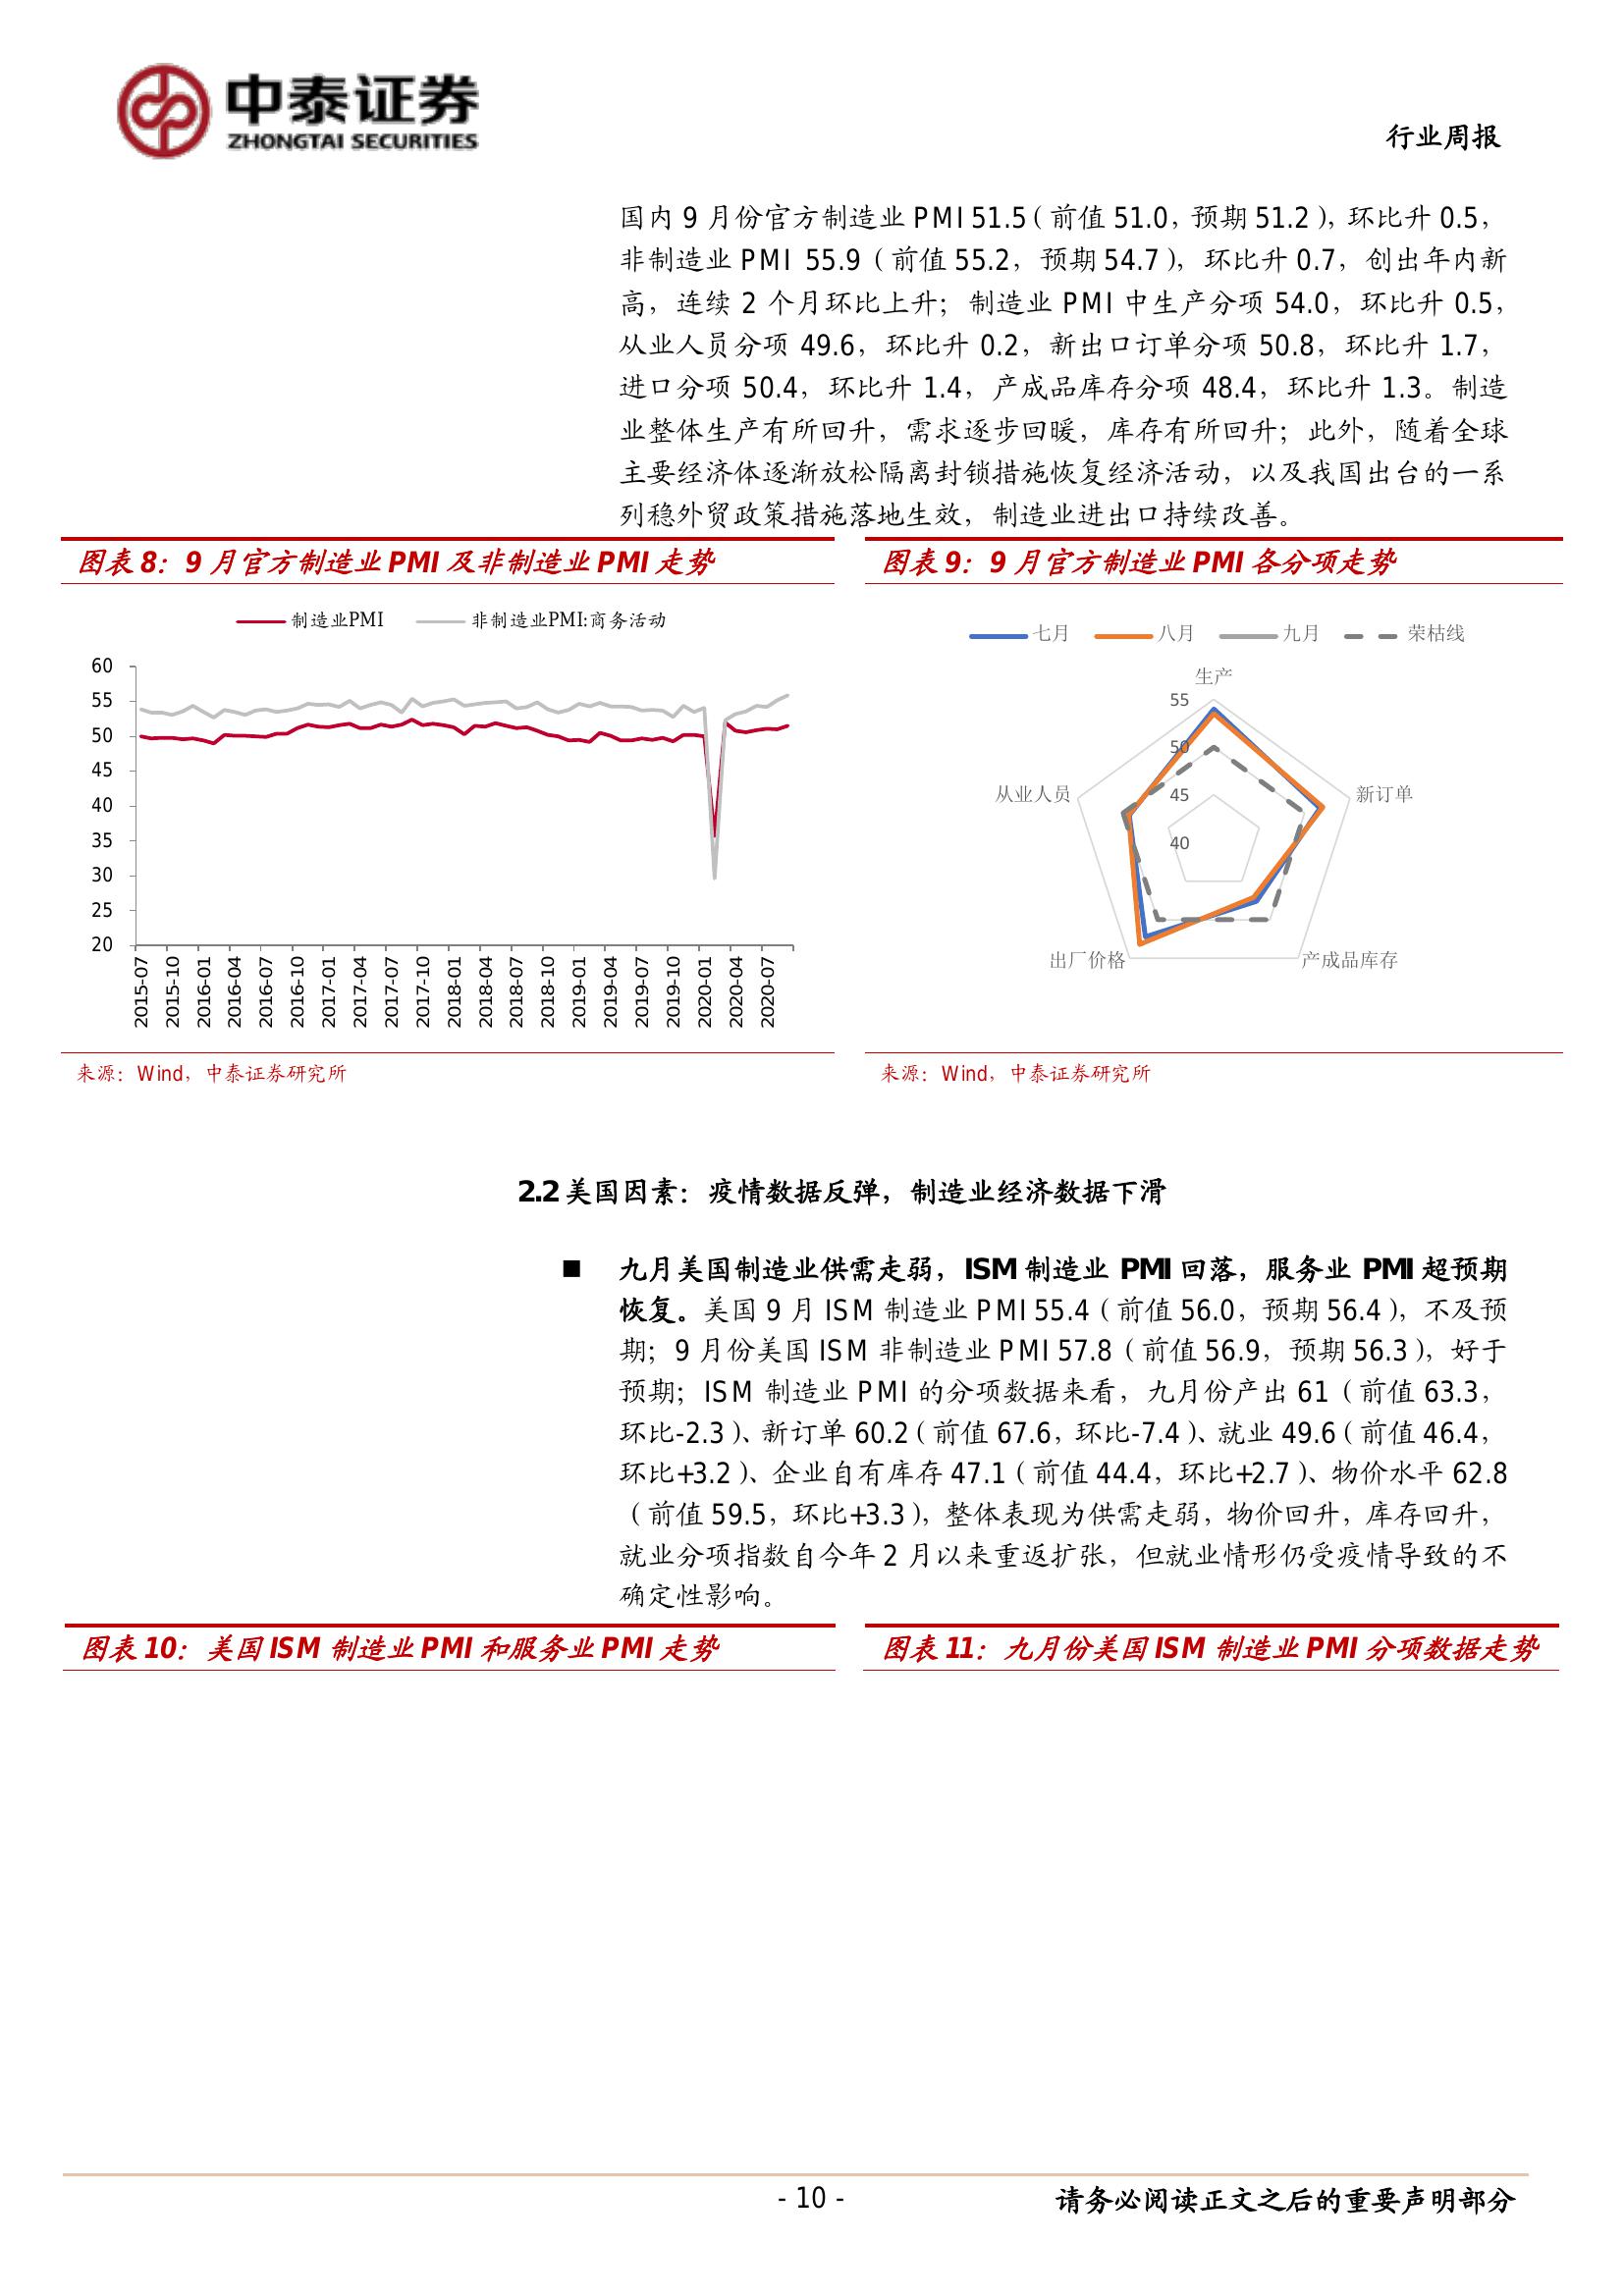 中泰证券
ZHONGTAI SECURITIES
行业周报
国内 9 月份官方制造业 PMI 51.5（前值 51.0，预期 51.2），环比升 0.5，
非制造业 PMI 55.9（前值 55.2，预期 54.7），环比升 0.7，创出年内新
高，连续 2 个月环比上升；制造业 PMI 中生产分项 54.0，环比升 0.5，
从业人员分项 49.6，环比升 0.2，新出口订单分项 50.8，环比升 1.7，
进口分项 50.4，环比升 1.4，产成品库存分项 48.4，环比升 1.3。制造
业整体生产有所回升，需求逐步回暖，库存有所回升；此外，随着全球
主要经济体逐渐放松隔离封锁措施恢复经济活动，以及我国出台的一系
列稳外贸政策措施落地生效，制造业进出口持续改善。
图表 8：9 月官方制造业 PMI 及非制造业 PMI 走势
制造业PMI
非制造业PMI:商务活动
60
55
50
45
40
35
30
25
20
2015-07
2015-10
2016-01
2016-04
2016-07
2016-10
2017-01
2017-04
2017-07
2017-10
2018-01
2018-04
2018-07
2018-10
2019-01
2019-04
2019-07
2019-10
2020-01
2020-04
2020-07
来源：Wind，中泰证券研究所
图表 9：9 月官方制造业 PMI 各分项走势
七月
八月
九月
荣枯线
生产
55
50
45
40
从业人员
新订单
出厂价格
产成品库存
来源：Wind，中泰证券研究所
2.2 美国因素：疫情数据反弹，制造业经济数据下滑
■ 九月美国制造业供需走弱，ISM 制造业 PMI 回落，服务业 PMI 超预期
恢复。美国 9 月 ISM 制造业 PMI 55.4（前值 56.0，预期 56.4），不及预
期；9 月份美国 ISM 非制造业 PMI 57.8（前值 56.9，预期 56.3），好于
预期；ISM 制造业 PMI 的分项数据来看，九月份产出 61（前值 63.3，
环比-2.3）、新订单 60.2（前值 67.6，环比-7.4）、就业 49.6（前值 46.4，
环比+3.2）、企业自有库存 47.1（前值 44.4，环比+2.7）、物价水平 62.8
（前值 59.5，环比+3.3），整体表现为供需走弱，物价回升，库存回升，
就业分项指数自今年 2 月以来重返扩张，但就业情形仍受疫情导致的不
确定性影响。
图表 10：美国 ISM 制造业 PMI 和服务业 PMI 走势
图表 11：九月份美国 ISM 制造业 PMI 分项数据走势
- 10 -
请务必阅读正文之后的重要声明部分